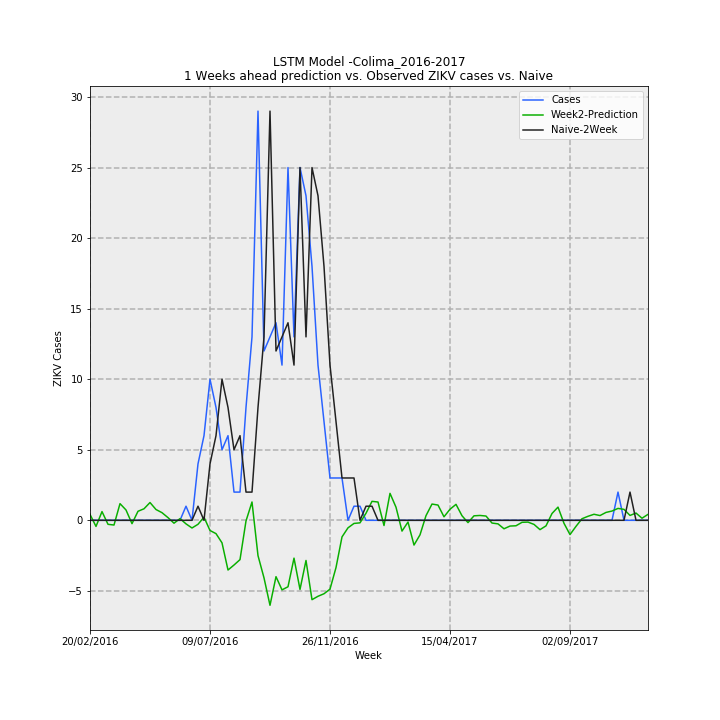 LSTM Model -Colima_2016-2017
1 Weeks ahead prediction vs. Observed ZIKV cases vs. Naive
Cases
Week2-Prediction
Naive-2Week
30
25
20
15
10
5
0
−5
ZIKV Cases
20/02/2016 09/07/2016 26/11/2016 15/04/2017 02/09/2017
Week